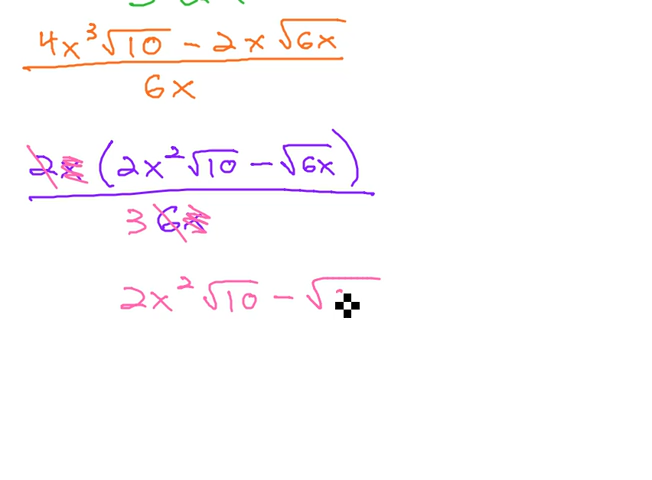 4x³√10 - 2x√6x
6x
2x (2x²√10 - √6x)
3 6x
2x²√10 - √